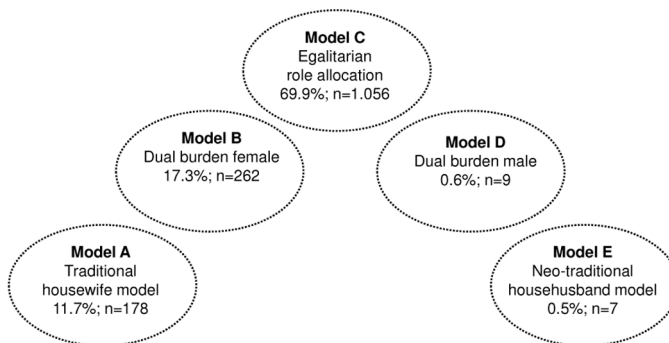 Model C
Egalitarian
role allocation
69.9%; n=1.056
Model B
Dual burden female
17.3%; n=262
Model D
Dual burden male
0.6%; n=9
Model A
Traditional
housewife model
11.7%; n=178
Model E
Neo-traditional
househusband model
0.5%; n=7